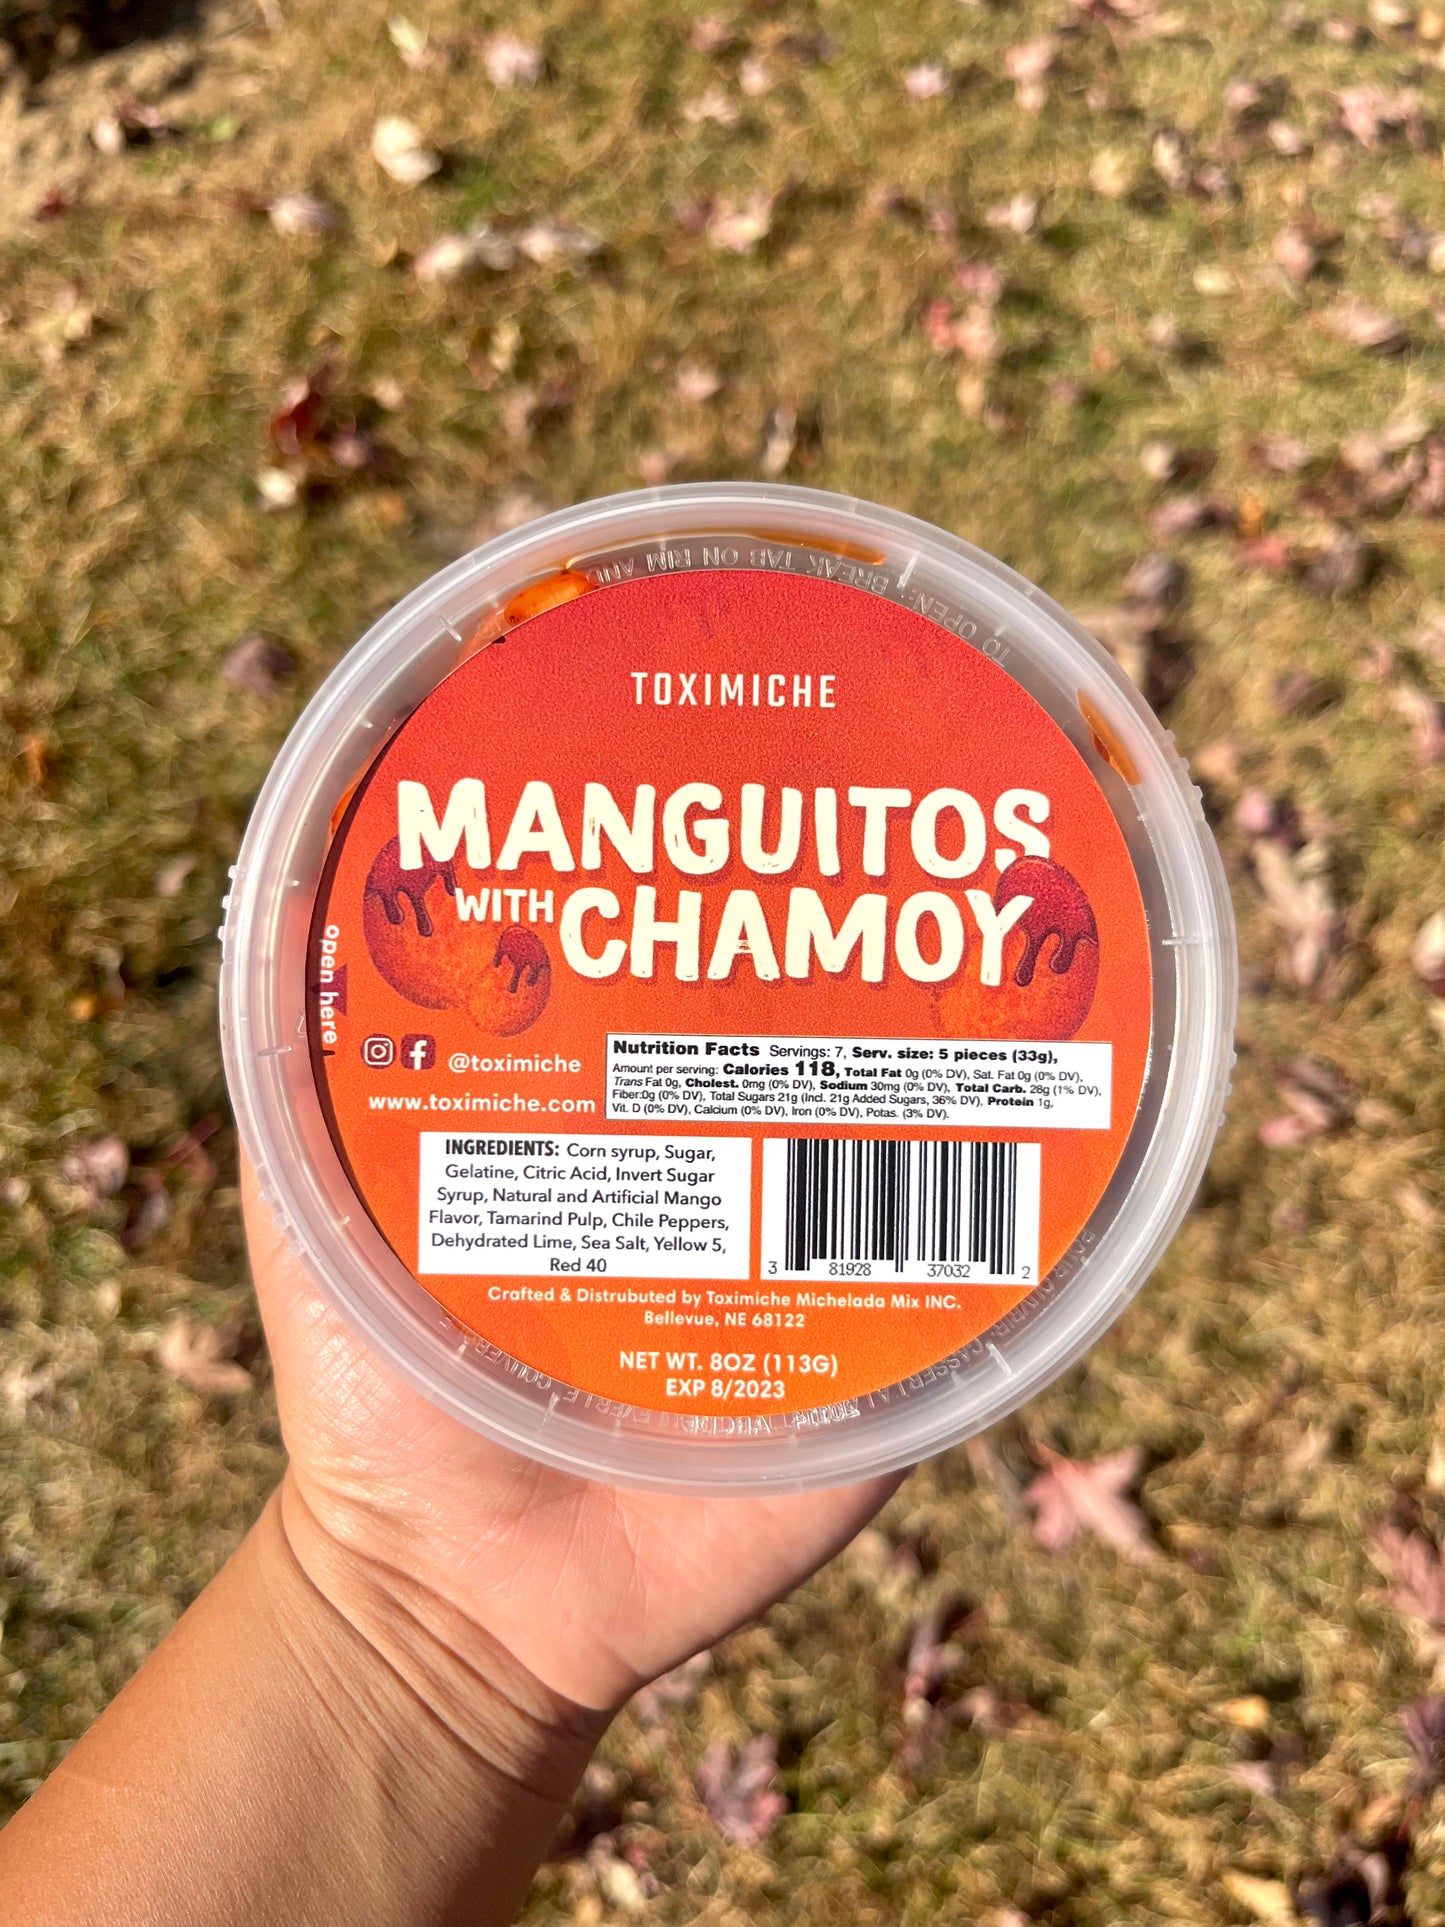 TO OPEN: BREAK TAB ON RIM AND
TOXIMICHE
MANGUITOS
WITH CHAMOY
open here
@toximiche
www.toximiche.com
Nutrition Facts Servings: 7, Serv. size: 5 pieces (33g),
Amount per serving: Calories 118, Total Fat 0g (0% DV), Sat. Fat 0g (0% DV),
Trans Fat 0g, Cholest. 0mg (0% DV), Sodium 30mg (0% DV), Total Carb. 28g (1% DV),
Fiber:0g (0% DV), Total Sugars 21g (Incl. 21g Added Sugars, 36% DV), Protein 1g,
Vit. D (0% DV), Calcium (0% DV), Iron (0% DV), Potas. (3% DV).
INGREDIENTS: Corn syrup, Sugar,
Gelatine, Citric Acid, Invert Sugar
Syrup, Natural and Artificial Mango
Flavor, Tamarind Pulp, Chile Peppers,
Dehydrated Lime, Sea Salt, Yellow 5,
Red 40
3 81928 37032 2
Crafted & Distrubuted by Toximiche Michelada Mix INC.
Bellevue, NE 68122
NET WT. 8OZ (113G)
EXP 8/2023